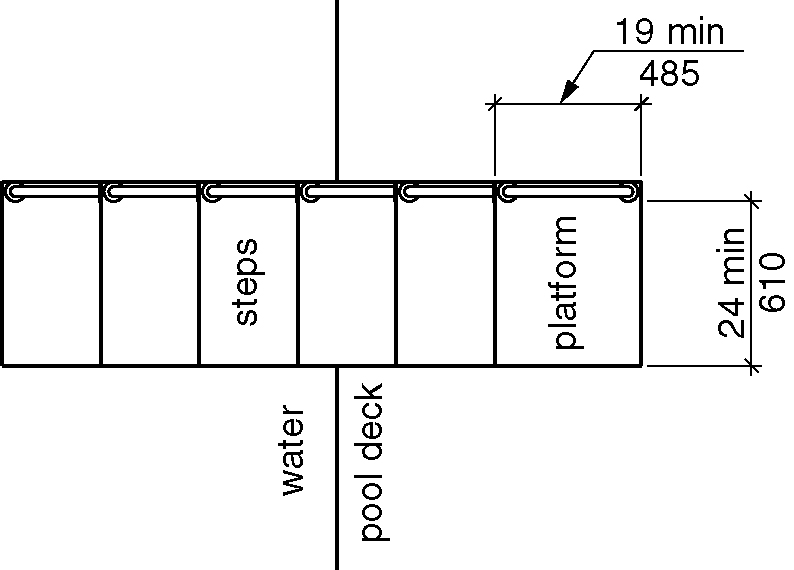 19 min
485
steps
platform
24 min
610
water
pool deck